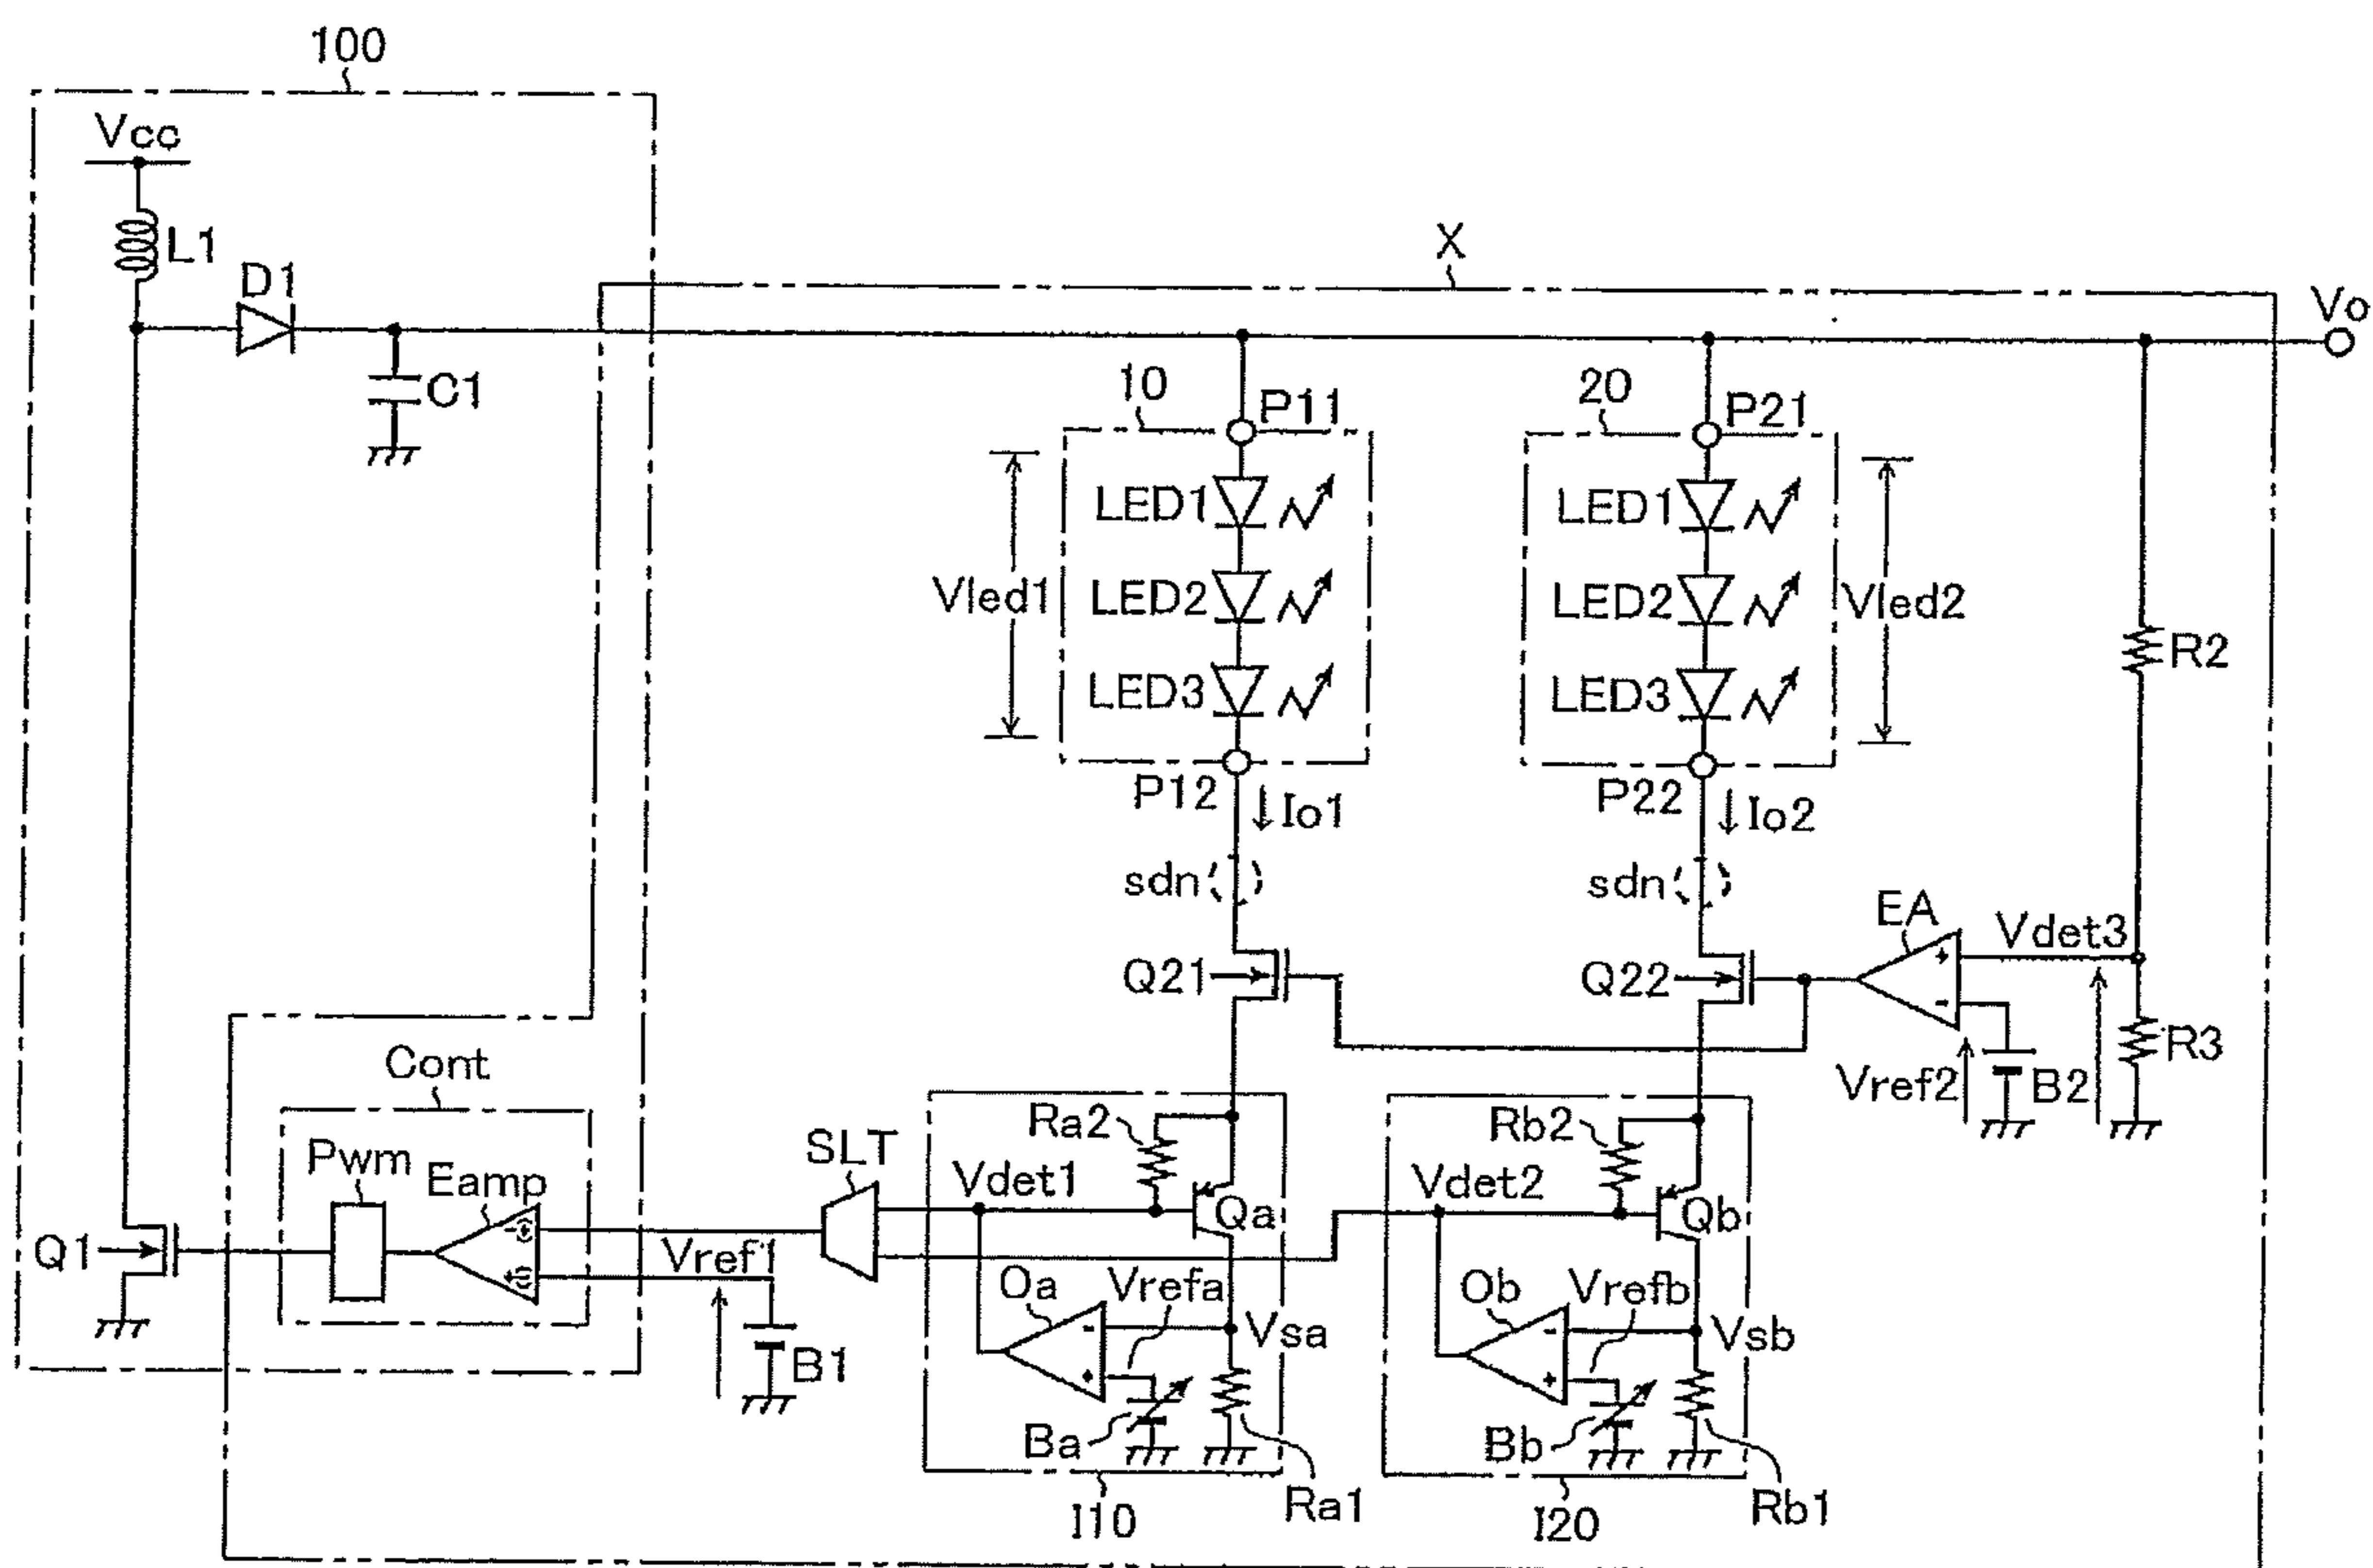 100
Vcc
L1
X
D1
Vo
C1
10
P11
20
P21
LED1
LED1
Vled1
LED2
LED2
Vled2
R2
LED3
LED3
P12
Io1
P22
Io2
sdn
sdn
EA
Vdet3
Q21
Q22
+
-
Cont
Vref2
B2
R3
Pwm
Eamp
SLT
Ra2
Rb2
Vdet1
Vdet2
Qa
Qb
Q1
Vref1
Oa
Vrefa
Ob
Vrefb
-
Vsa
-
Vsb
B1
+
+
Ba
Bb
I10
Ra1
I20
Rb1